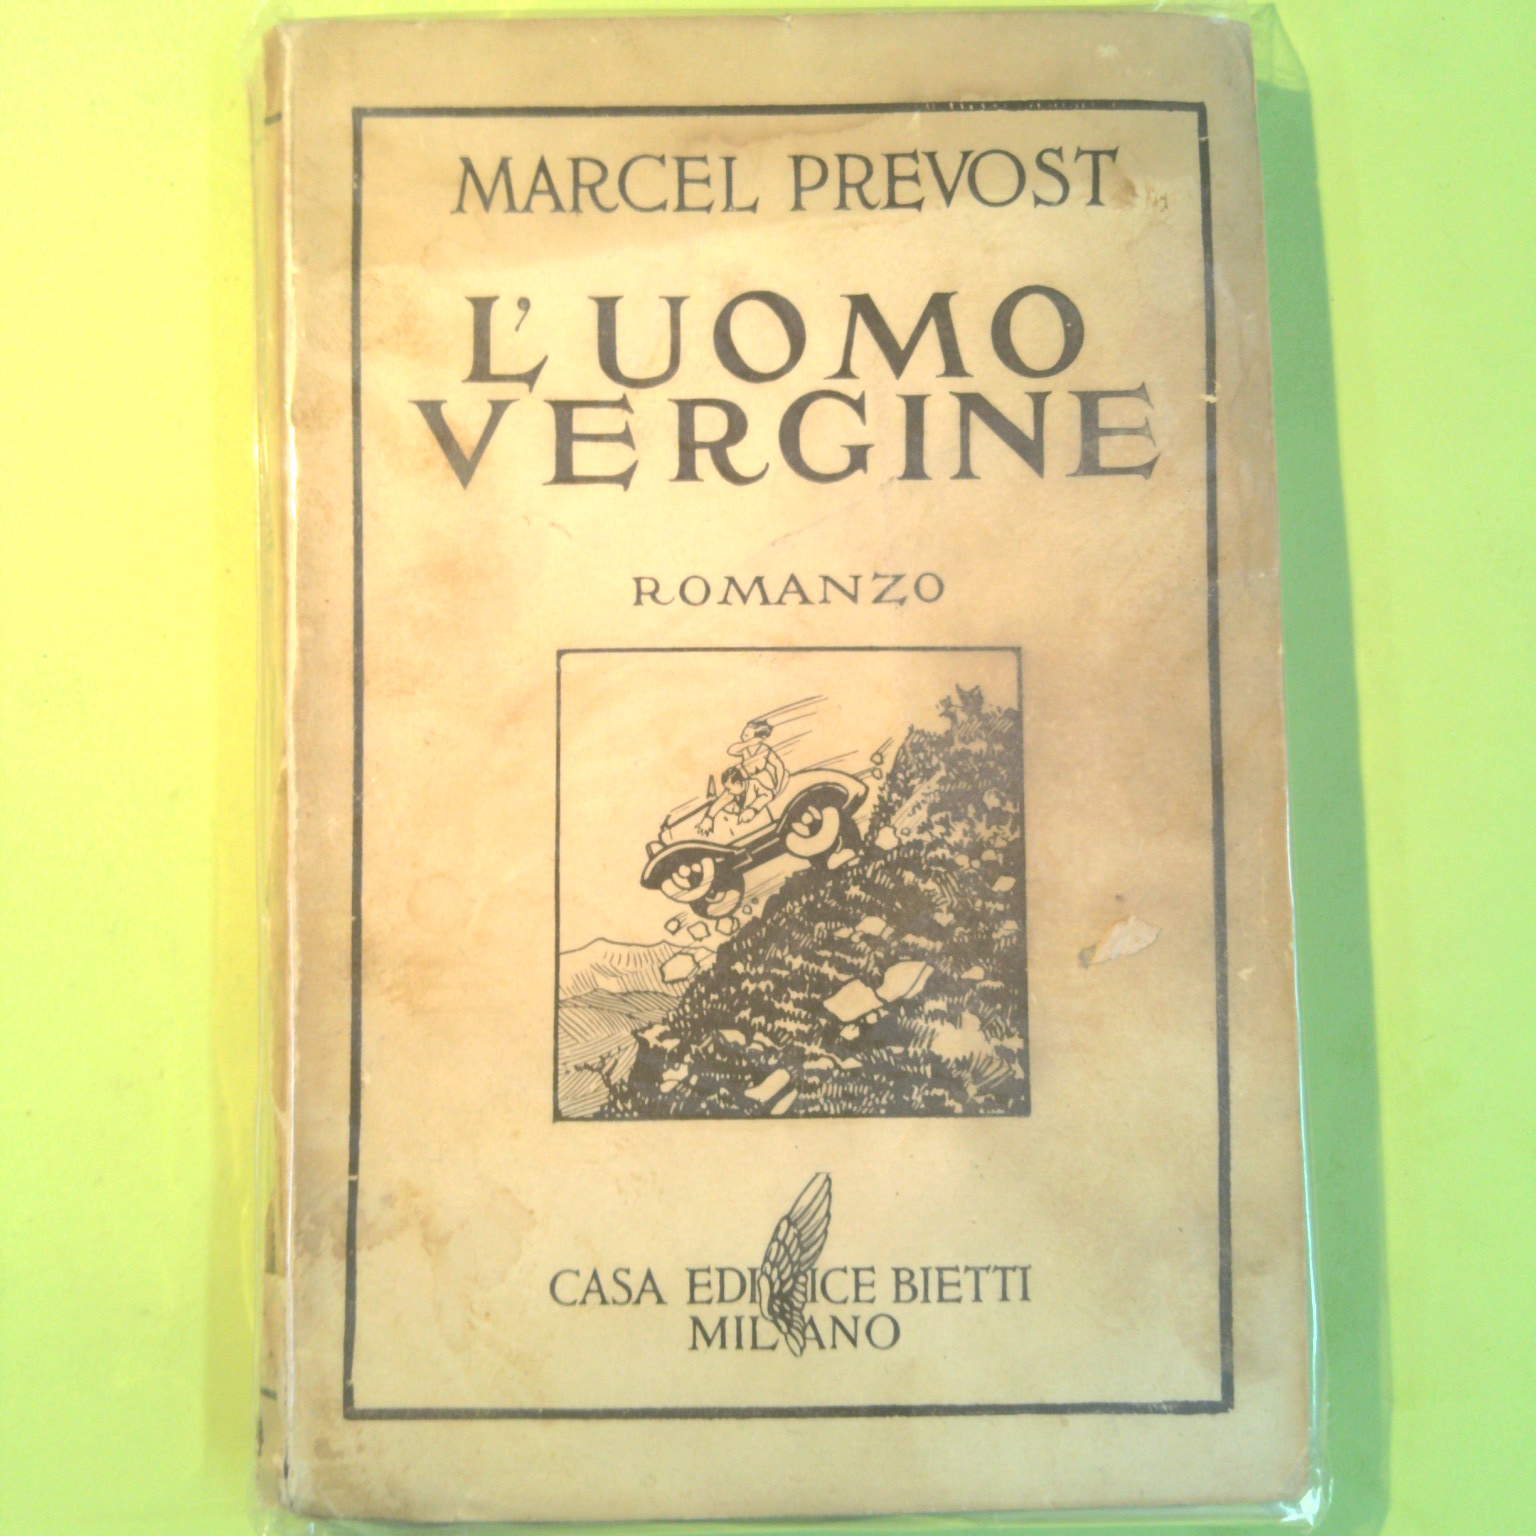 MARCEL PREVOST
L'UOMO
VERGINE
ROMANZO
CASA EDITRICE BIETTI
MILANO